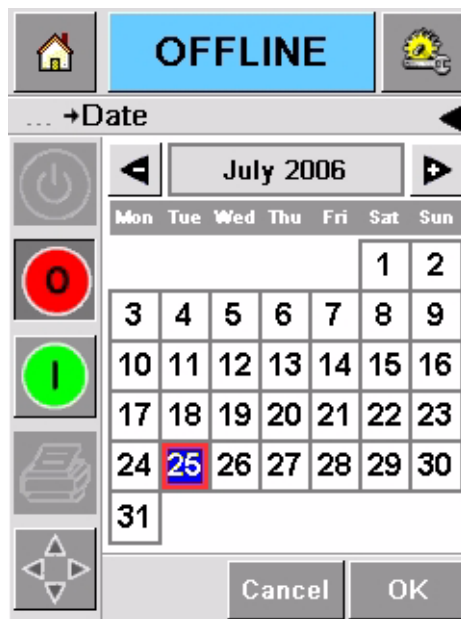 OFFLINE
... →Date
- July 2006 +
Mon Tue Wed Thu Fri Sat Sun
1 2
O 3 4 5 6 7 8 9
I 10 11 12 13 14 15 16
17 18 19 20 21 22 23
24 25 26 27 28 29 30
31
Cancel OK